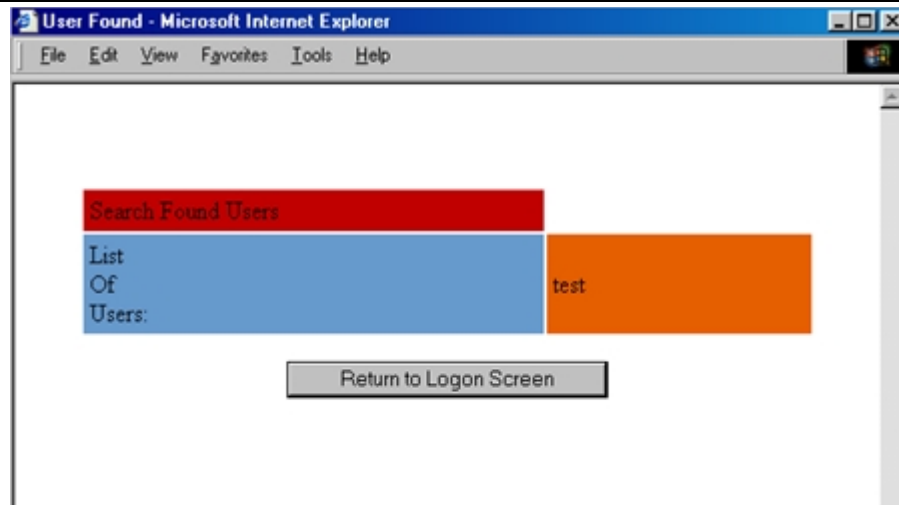 User Found - Microsoft Internet Explorer
File Edit View Favorites Tools Help
Search Found Users
List
Of
Users:
test
Return to Logon Screen